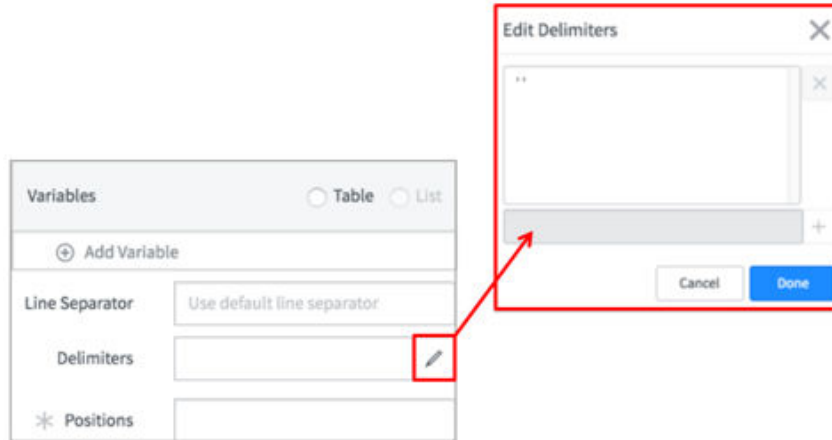 Edit Delimiters
''
Variables
Table
List
Add Variable
Line Separator
Use default line separator
Delimiters
Positions
Cancel
Done